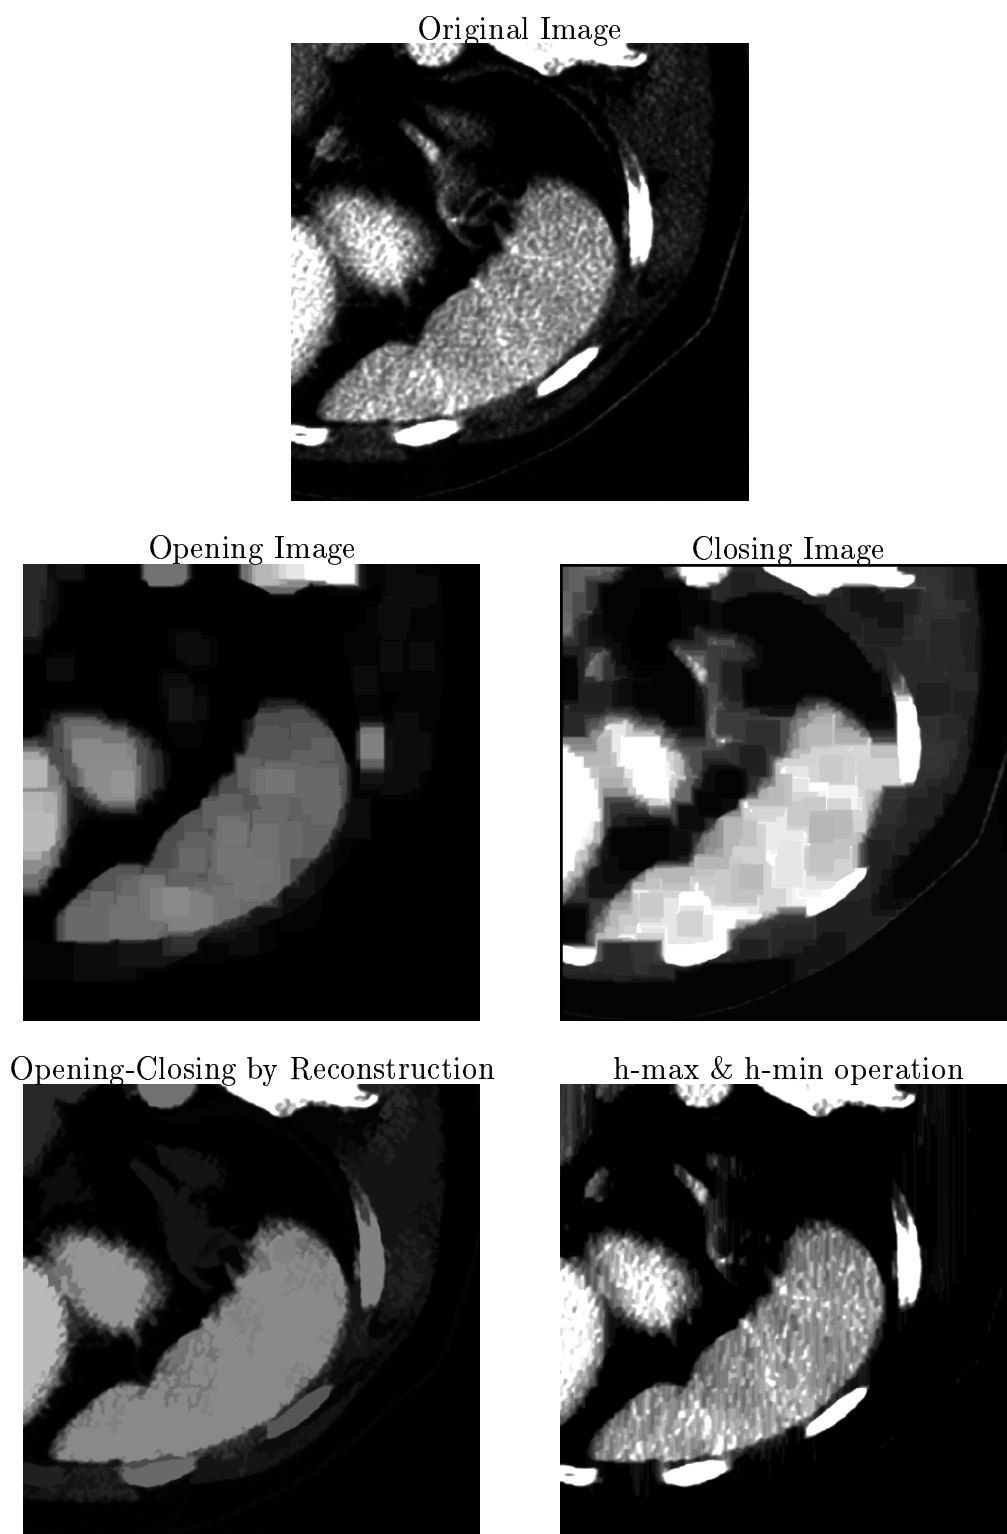 Original Image
Opening Image
Closing Image
Opening-Closing by Reconstruction
h-max & h-min operation